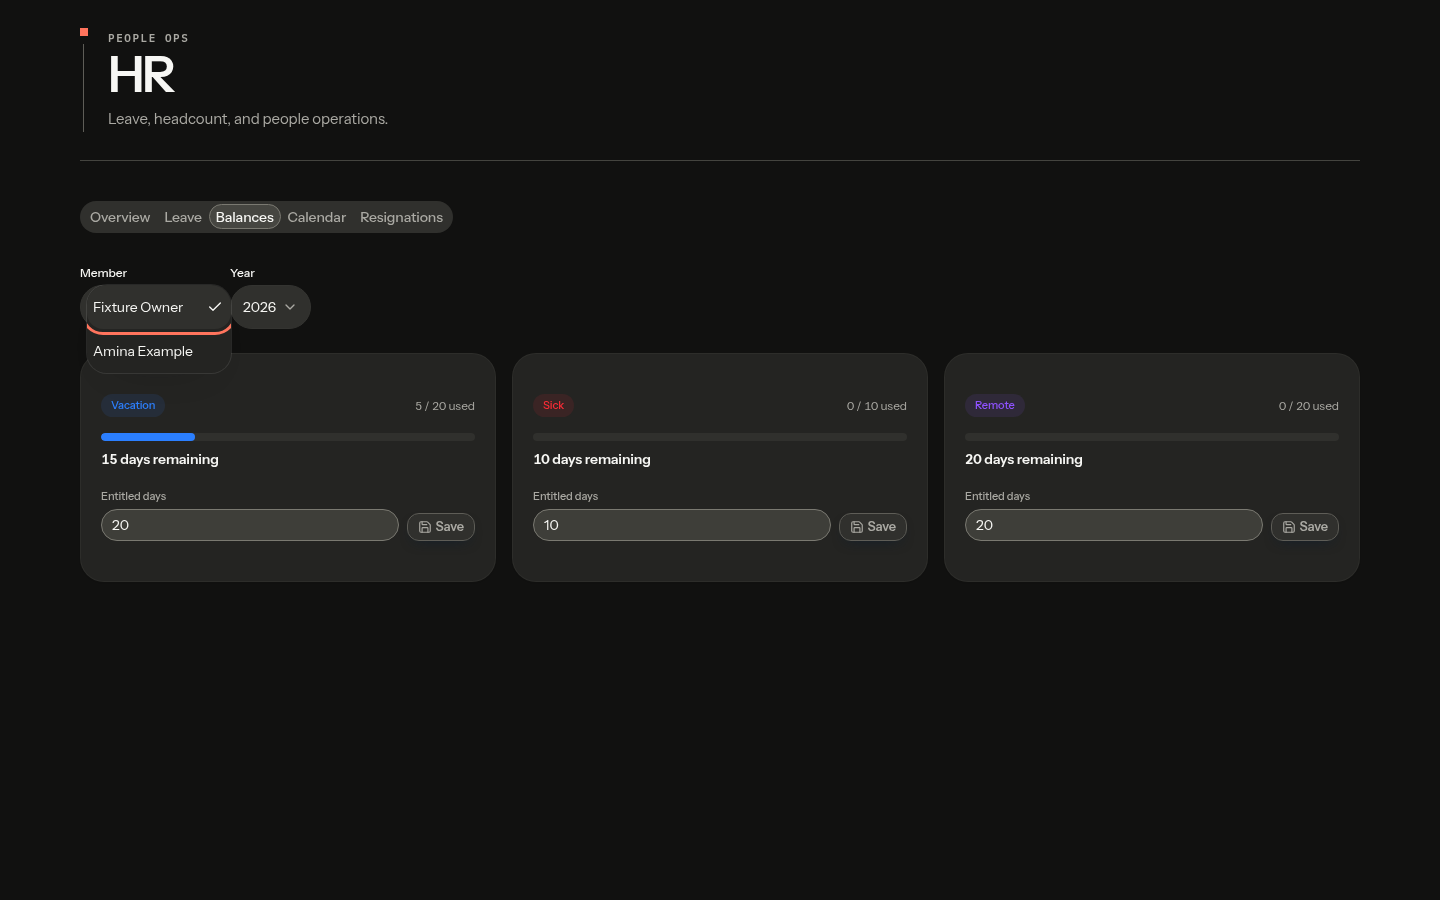 PEOPLE OPS
HR
Leave, headcount, and people operations.
Overview Leave Balances Calendar Resignations
Member Year
Fixture Owner 2026
Amina Example
Vacation 5 / 20 used
15 days remaining
Entitled days
20 Save
Sick 0 / 10 used
10 days remaining
Entitled days
10 Save
Remote 0 / 20 used
20 days remaining
Entitled days
20 Save